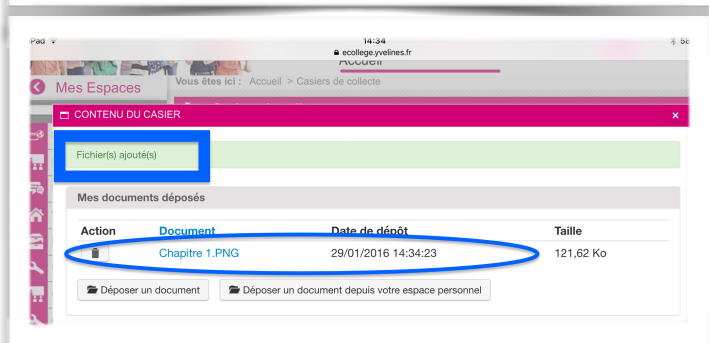 iPad
14:34
58
ecollege.yvelines.fr
Accueil
Mes Espaces
Vous êtes ici : Accueil > Casiers de collecte
CONTENU DU CASIER
×
Fichier(s) ajouté(s)
Mes documents déposés
Action Document Date de dépôt Taille
Chapitre 1.PNG 29/01/2016 14:34:23 121,62 Ko
Déposer un document Déposer un document depuis votre espace personnel